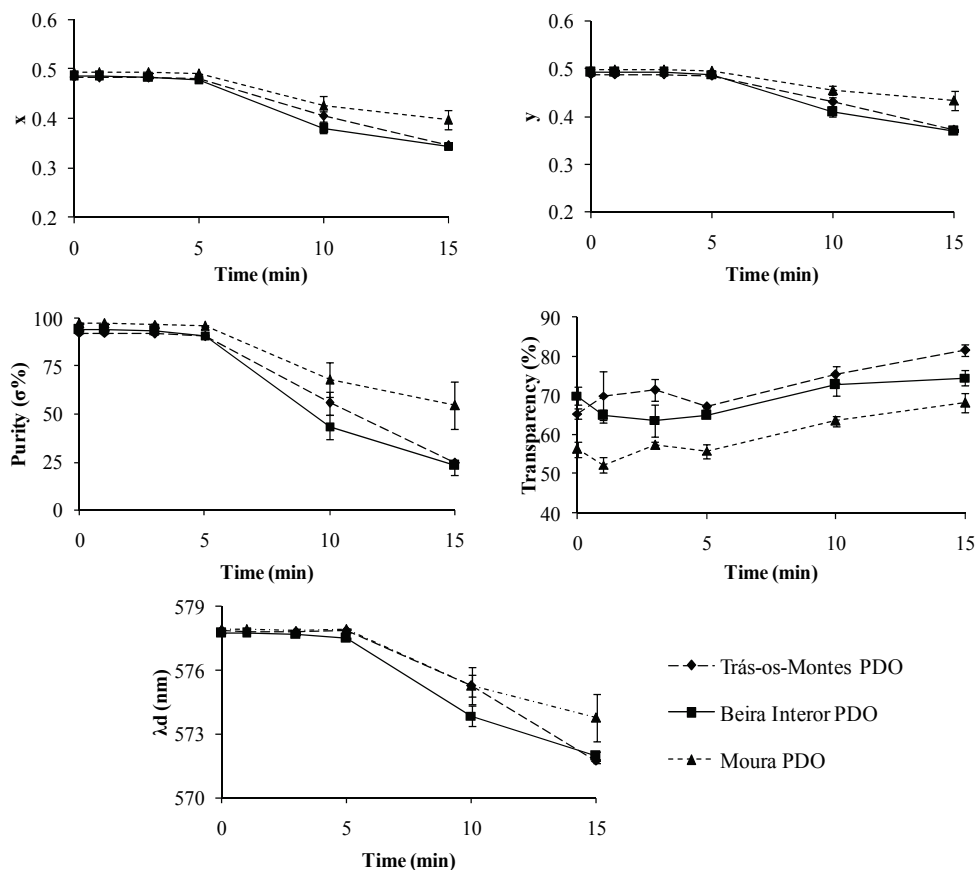 0.6
0.5
0.4
0.3
0.2
x
0 5 10 15
Time (min)
0.6
0.5
0.4
0.3
0.2
y
0 5 10 15
Time (min)
100
75
50
25
0
Purity (σ%)
0 5 10 15
Time (min)
90
80
70
60
50
40
Transparency (%)
0 5 10 15
Time (min)
579
576
573
570
λd (nm)
0 5 10 15
Time (min)
Trás-os-Montes PDO
Beira Interor PDO
Moura PDO